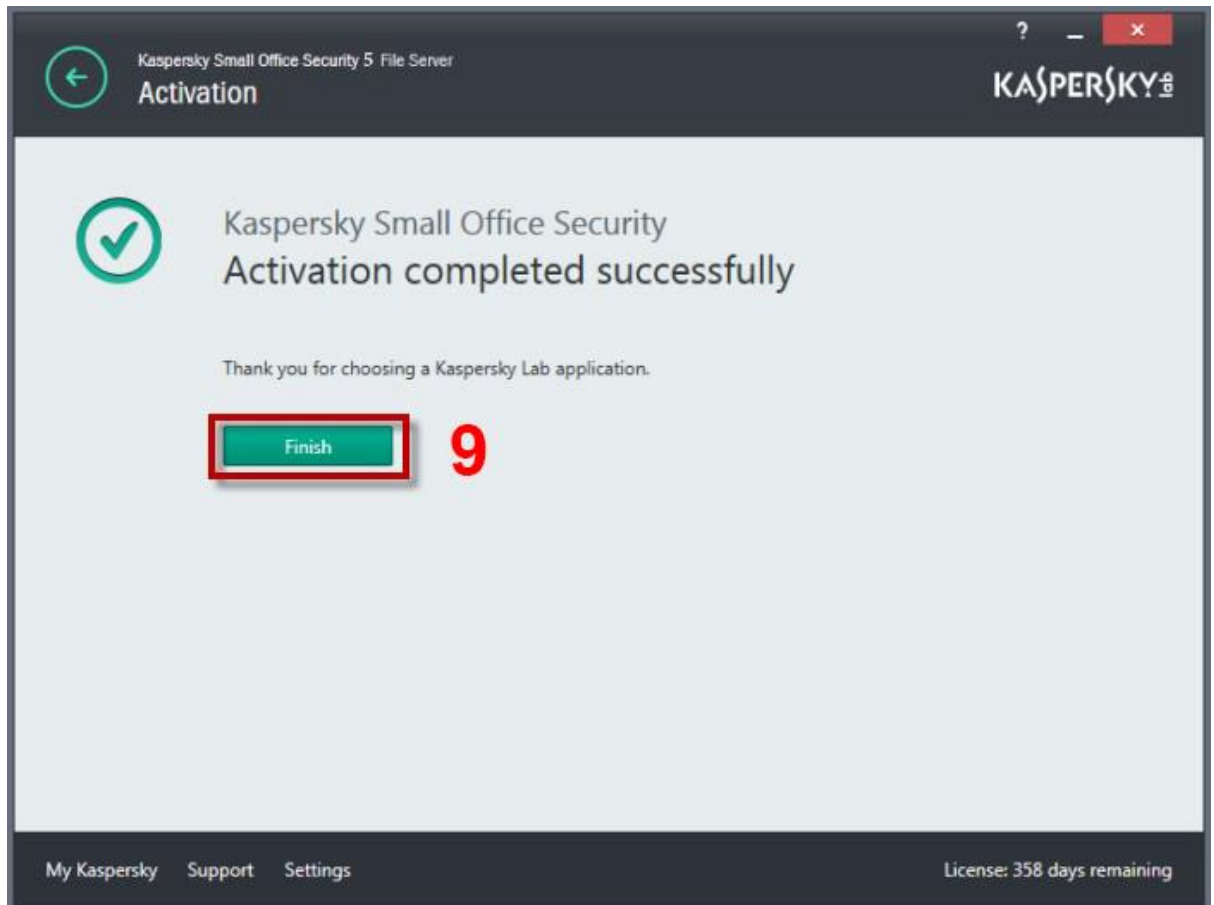 ? _ ×
Kaspersky Small Office Security 5 File Server
Activation
KASPERSKY lab
Kaspersky Small Office Security
Activation completed successfully
Thank you for choosing a Kaspersky Lab application.
Finish
9
My Kaspersky Support Settings
License: 358 days remaining